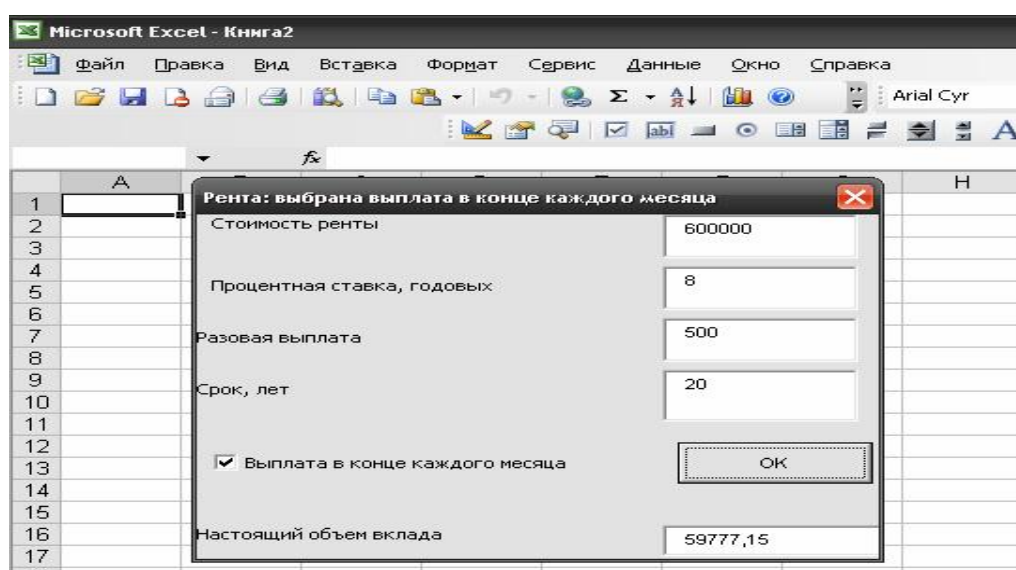 Microsoft Excel - Книга2
Файл Правка Вид Вставка Формат Сервис Данные Окно Справка
Arial Cyr
A H
Рента: выбрана выплата в конце каждого месяца
1
2
3
4
5
6
7
8
9
10
11
12
13
14
15
16
17
Стоимость ренты 600000
Процентная ставка, годовых 8
Разовая выплата 500
Срок, лет 20
Выплата в конце каждого месяца OK
Настоящий объем вклада 59777,15